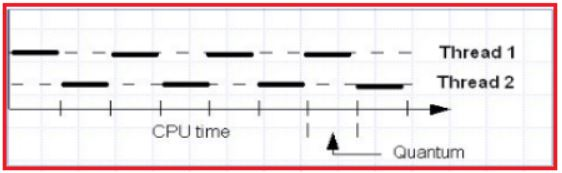 Thread 1
Thread 2
CPU time
Quantum